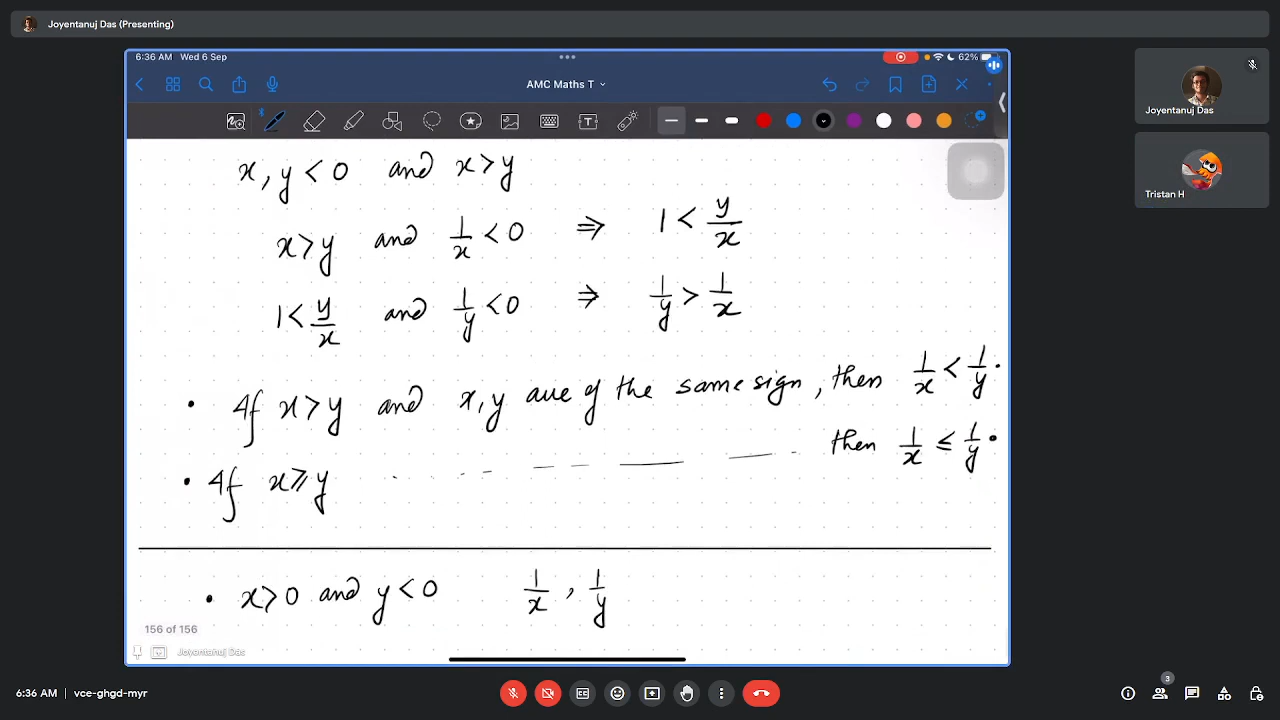 Joyentanuj Das (Presenting)
6:36 AM Wed 6 Sep
62%
AMC Maths T
x, y < 0 and x > y
x > y and 1/x < 0 ⇒ 1 < y/x
1 < y/x and 1/y < 0 ⇒ 1/y > 1/x
• If x > y and x, y are of the same sign, then 1/x < 1/y.
• If x ≥ y - - - - - then 1/x ≤ 1/y.
• x > 0 and y < 0 1/x , 1/y
156 of 156
Joyentanuj Das
Joyentanuj Das
Tristan H
6:36 AM | vce-ghgd-myr
3